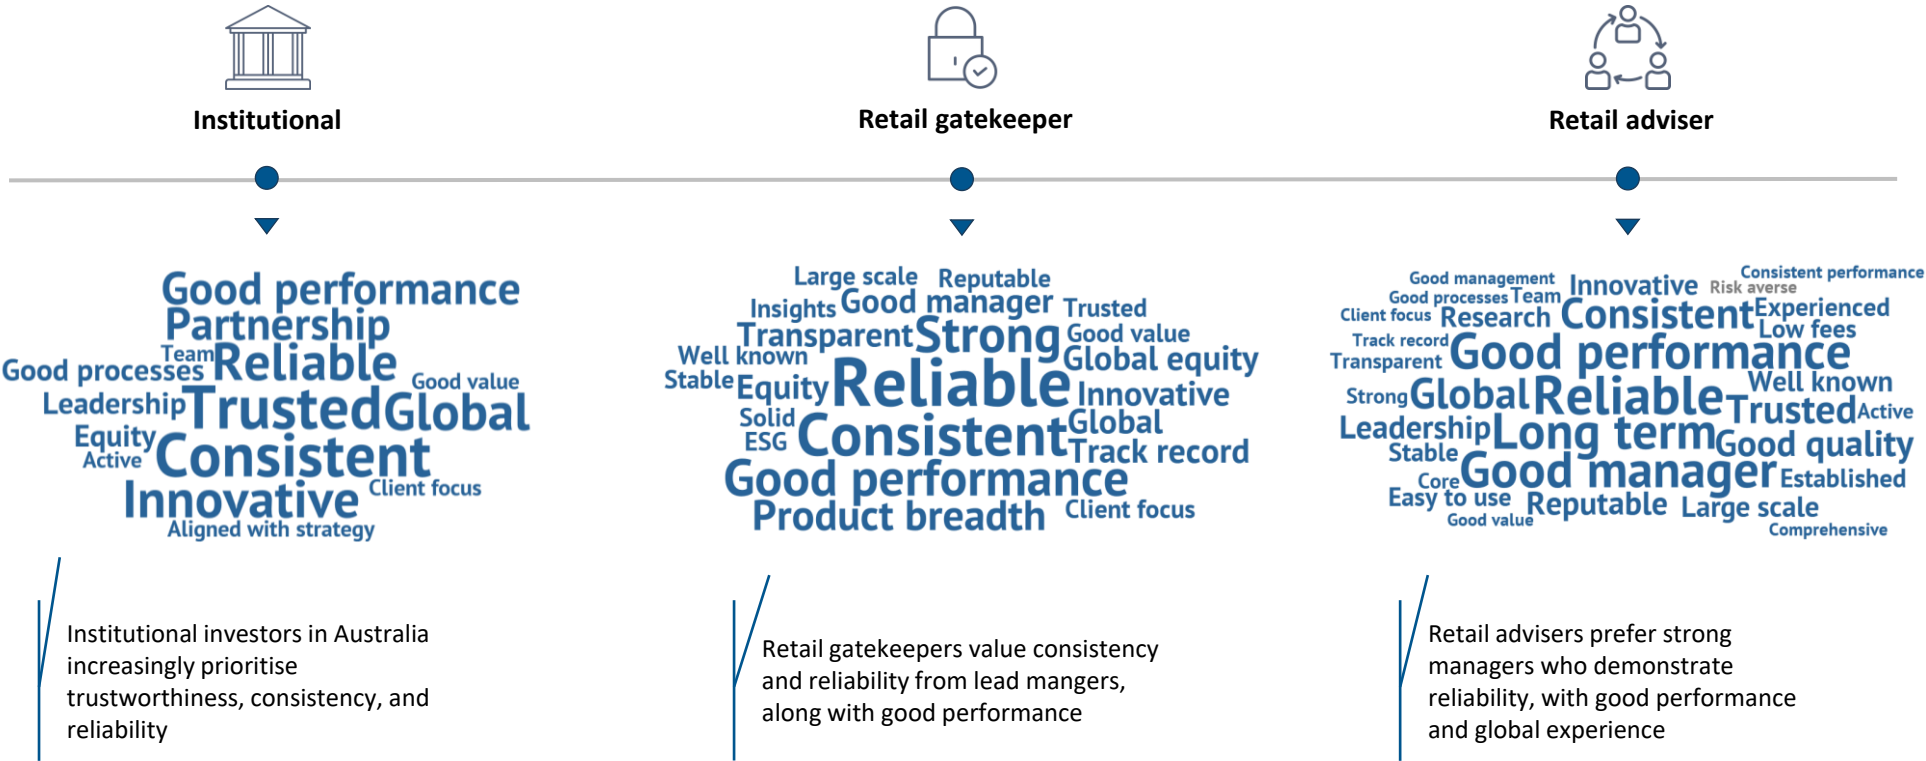 Institutional
Good performance
Partnership
Team Reliable
Good processes
Good value
Leadership Trusted Global
Equity
Active
Consistent
Innovative Client focus
Aligned with strategy
Institutional investors in Australia
increasingly prioritise
trustworthiness, consistency, and
reliability
Retail gatekeeper
Large scale Reputable
Insights Good manager Trusted
Transparent Strong Good value
Well known Global equity
Stable Equity Reliable Innovative
Solid Global
ESG Consistent Track record
Good performance
Product breadth Client focus
Retail gatekeepers value consistency
and reliability from lead mangers,
along with good performance
Retail adviser
Consistent performance
Good management Innovative Risk averse
Good processes Team Experienced
Client focus Research Consistent Low fees
Track record Good performance
Transparent
Well known
Strong Global Reliable Trusted Active
Leadership Long term Good quality
Stable
Core Good manager Established
Easy to use Reputable Large scale
Good value
Comprehensive
Retail advisers prefer strong
managers who demonstrate
reliability, with good performance
and global experience